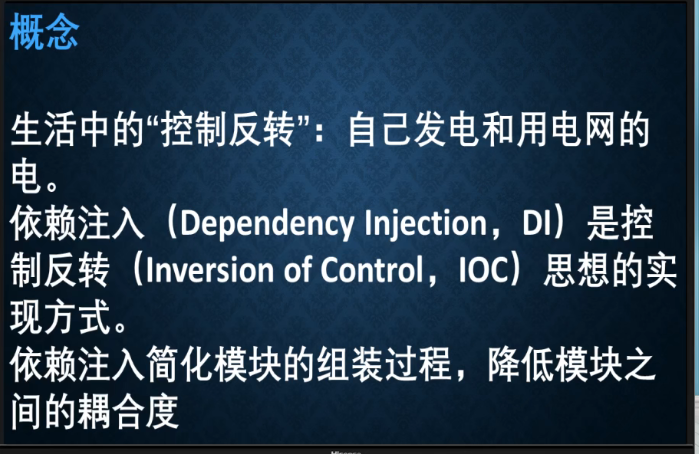 概念
生活中的“控制反转”：自己发电和用电网的
电。
依赖注入（Dependency Injection，DI）是控
制反转（Inversion of Control，IOC）思想的实
现方式。
依赖注入简化模块的组装过程，降低模块之
间的耦合度